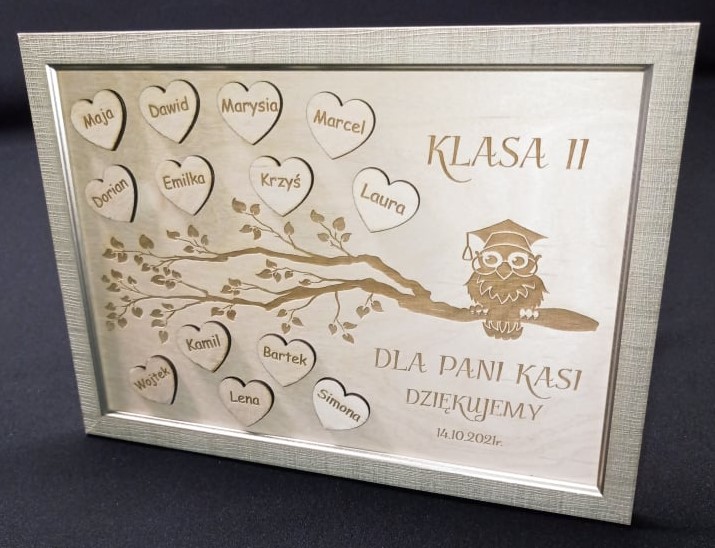 Maja
Dawid
Marysia
Marcel
Dorian
Emilka
Krzyś
Laura
KLASA II
Kamil
Bartek
Wojtek
Lena
Simona
DLA PANI KASI
DZIĘKUJEMY
14.10.2021r.